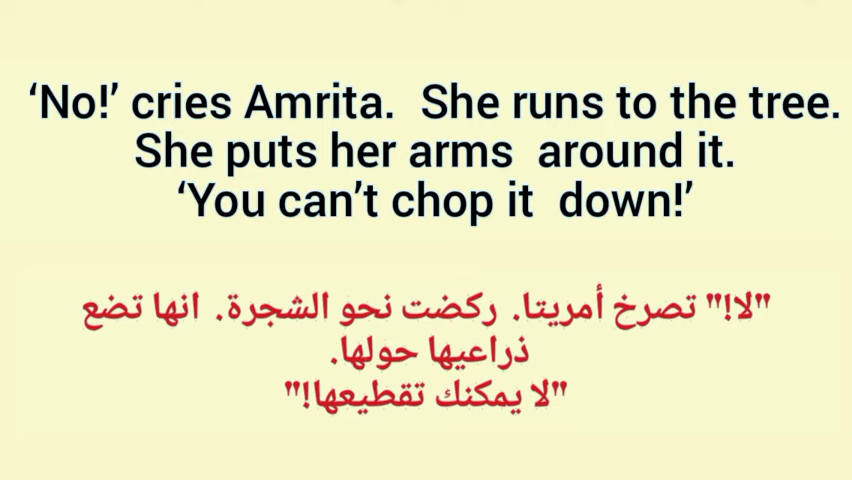 ‘No!’ cries Amrita.  She runs to the tree.
She puts her arms  around it.
‘You can’t chop it  down!’
"لا!" تصرخ أمريتا. ركضت نحو الشجرة. انها تضع
ذراعيها حولها.
"لا يمكنك تقطيعها!"